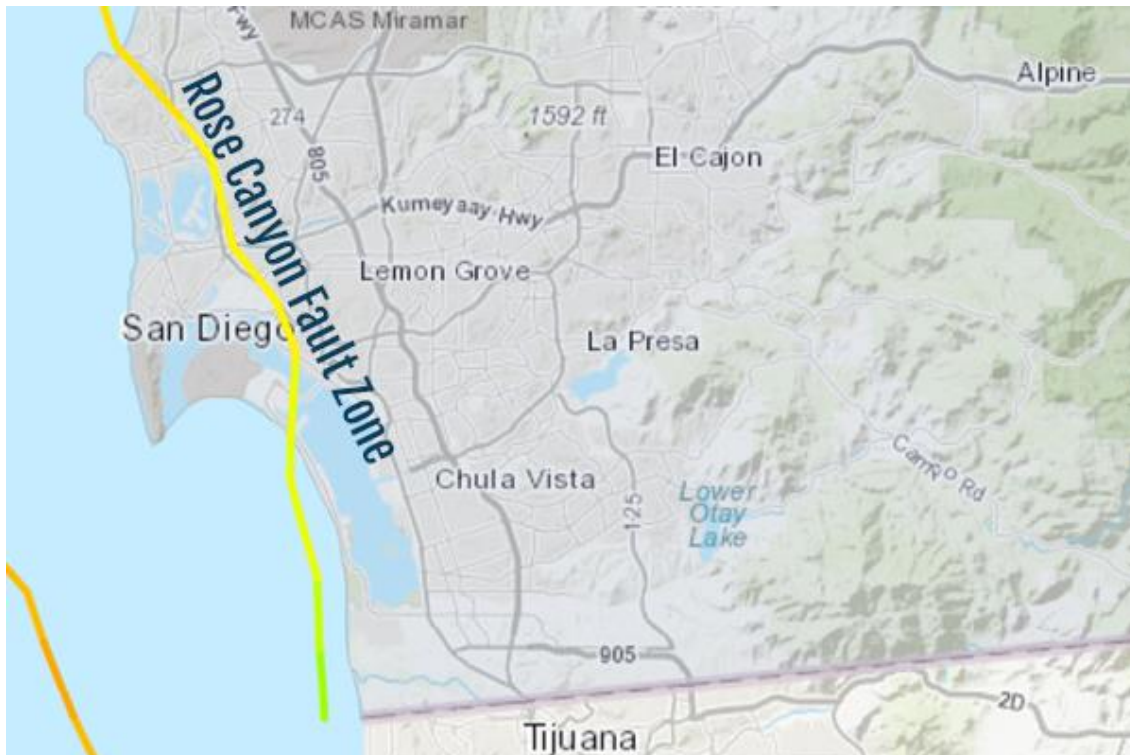 MCAS Miramar
Fwy
Alpine
274
1592 ft
805
El Cajon
Rose Canyon Fault Zone
Kumeyaay Hwy
Lemon Grove
San Diego
La Presa
Campo Rd
Chula Vista
125
Lower
Otay
Lake
905
2D
Tijuana